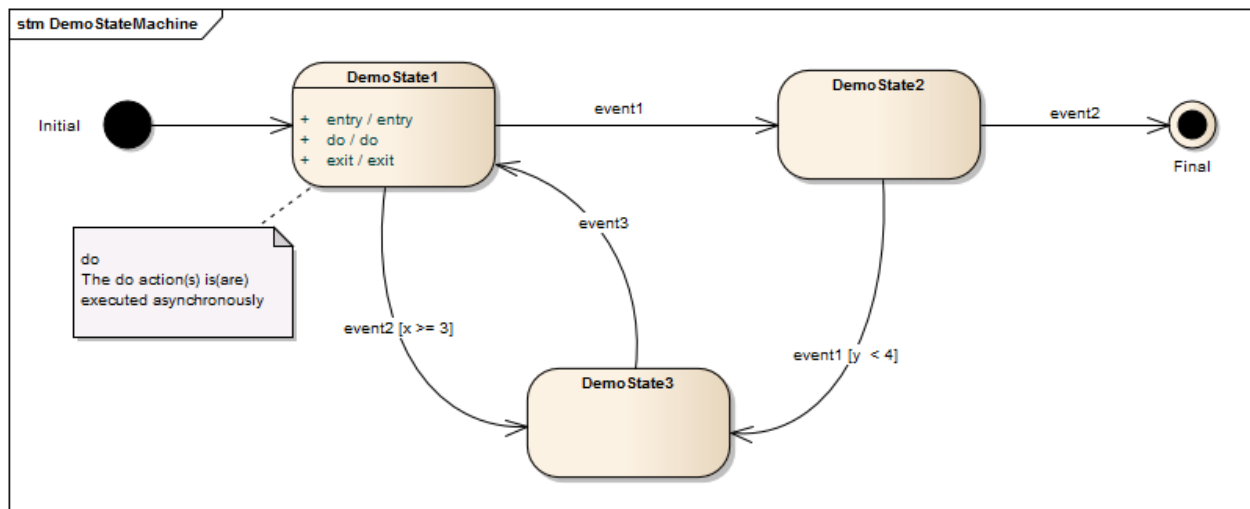 stm DemoStateMachine
Initial
DemoState1
+ entry / entry
+ do / do
+ exit / exit
event1
DemoState2
event2
Final
event3
do
The do action(s) is(are)
executed asynchronously
event2 [x >= 3]
event1 [y < 4]
DemoState3